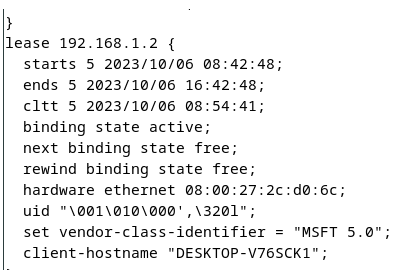 }
lease 192.168.1.2 {
  starts 5 2023/10/06 08:42:48;
  ends 5 2023/10/06 16:42:48;
  cltt 5 2023/10/06 08:54:41;
  binding state active;
  next binding state free;
  rewind binding state free;
  hardware ethernet 08:00:27:2c:d0:6c;
  uid "\001\010\000',\320l";
  set vendor-class-identifier = "MSFT 5.0";
  client-hostname "DESKTOP-V76SCK1";